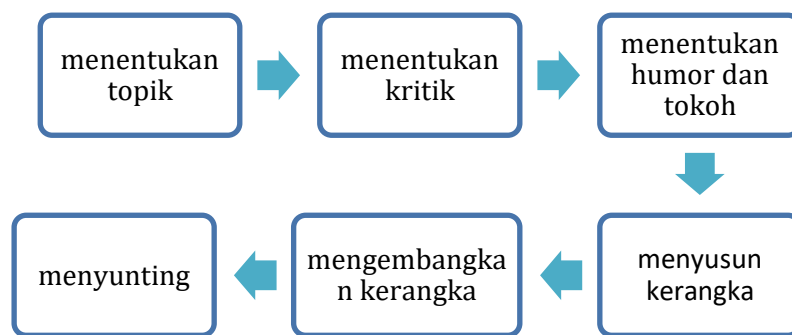 menentukan
topik
menentukan
kritik
menentukan
humor dan
tokoh
menyusun
kerangka
mengembangka
n kerangka
menyunting